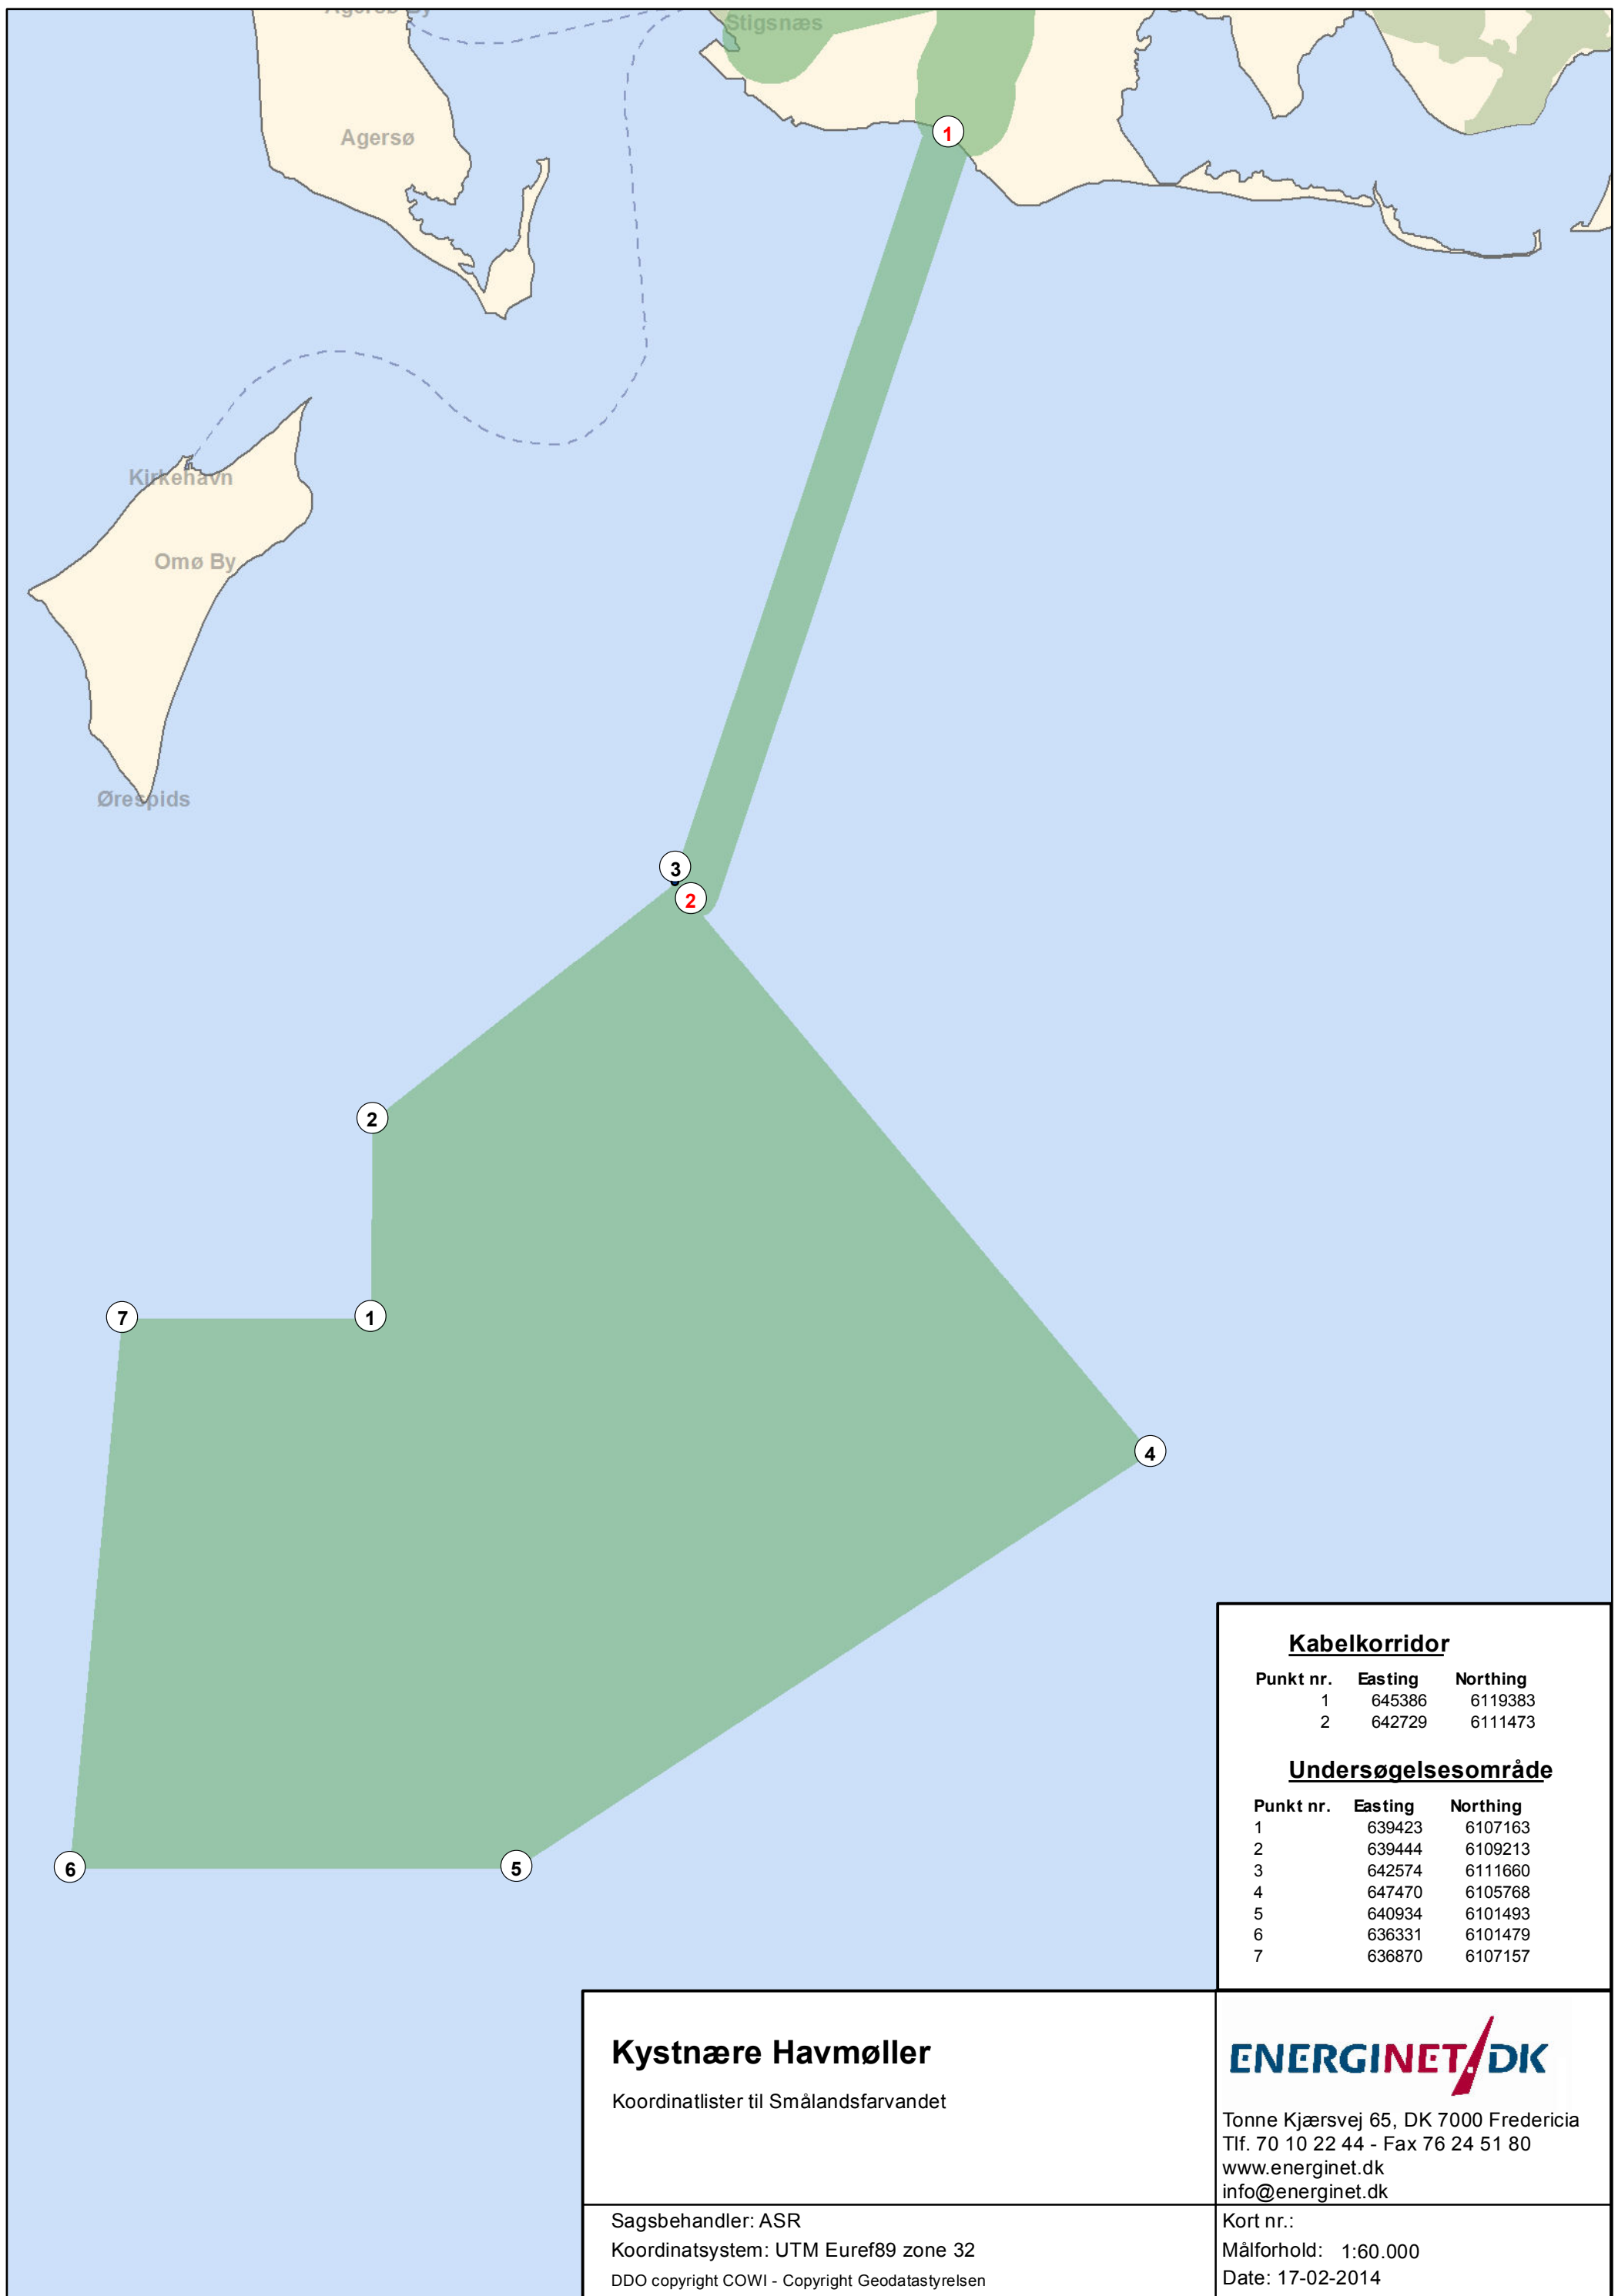 Agersø By
Stigsnæs
Agersø
1
Kirkehavn
Omø By
Ørespids
3
2
2
7
1
4
6
5
Kabelkorridor
Punkt nr. Easting Northing
1 645386 6119383
2 642729 6111473
Undersøgelsesområde
Punkt nr. Easting Northing
1 639423 6107163
2 639444 6109213
3 642574 6111660
4 647470 6105768
5 640934 6101493
6 636331 6101479
7 636870 6107157
Kystnære Havmøller
Koordinatlister til Smålandsfarvandet
ENERGINET/DK
Tonne Kjærsvej 65, DK 7000 Fredericia
Tlf. 70 10 22 44 - Fax 76 24 51 80
www.energinet.dk
info@energinet.dk
Sagsbehandler: ASR
Koordinatsystem: UTM Euref89 zone 32
DDO copyright COWI - Copyright Geodatastyrelsen
Kort nr.:
Målforhold: 1:60.000
Date: 17-02-2014